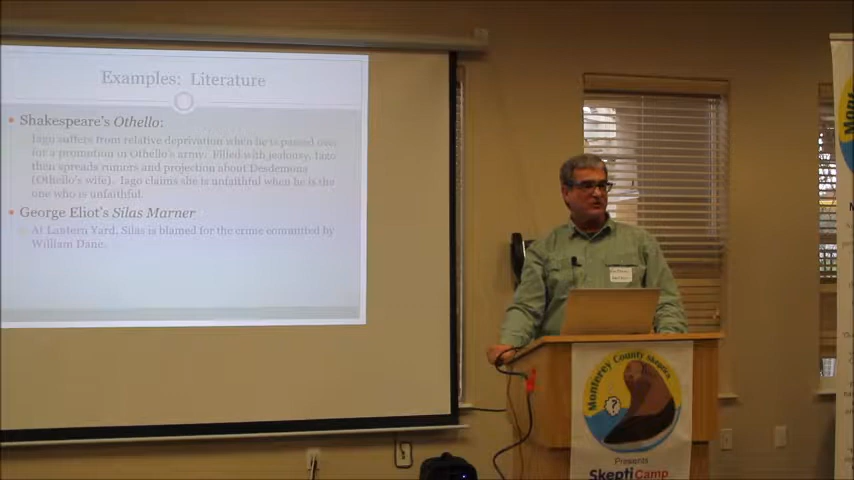 Examples: Literature
• Shakespeare's Othello:
Iago suffers from relative deprivation when he is passed over
for a promotion in Othello's army. Filled with jealousy, Iago
then spreads rumors and projection about Desdemona
(Othello's wife). Iago claims she is unfaithful when he is the
one who is unfaithful.
• George Eliot's Silas Marner
At Lantern Yard, Silas is blamed for the crime committed by
William Dane.
Monterey County Skeptics
?
Presents
SkeptiCamp
Mont